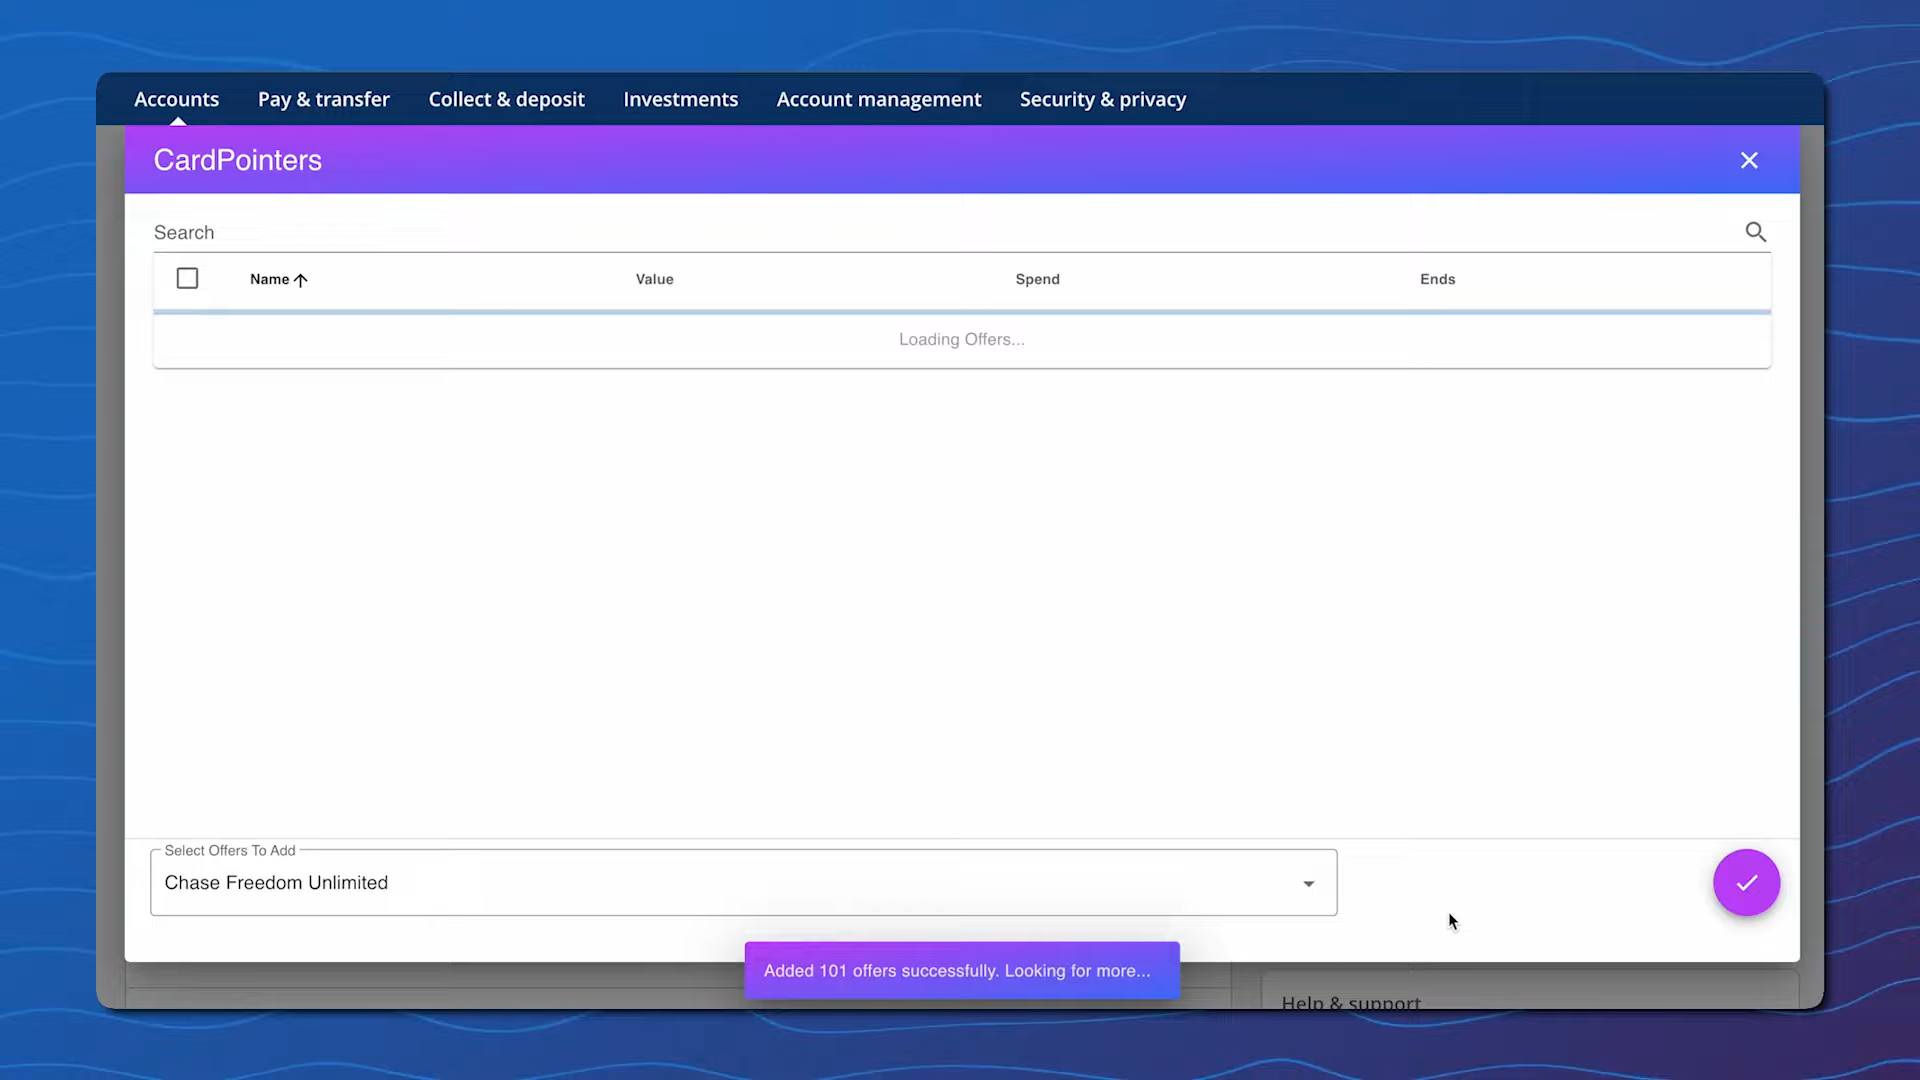 Accounts Pay & transfer Collect & deposit Investments Account management Security & privacy
CardPointers
Search
Name Value Spend Ends
Loading Offers...
Select Offers To Add
Chase Freedom Unlimited
Added 101 offers successfully. Looking for more...
Help & support